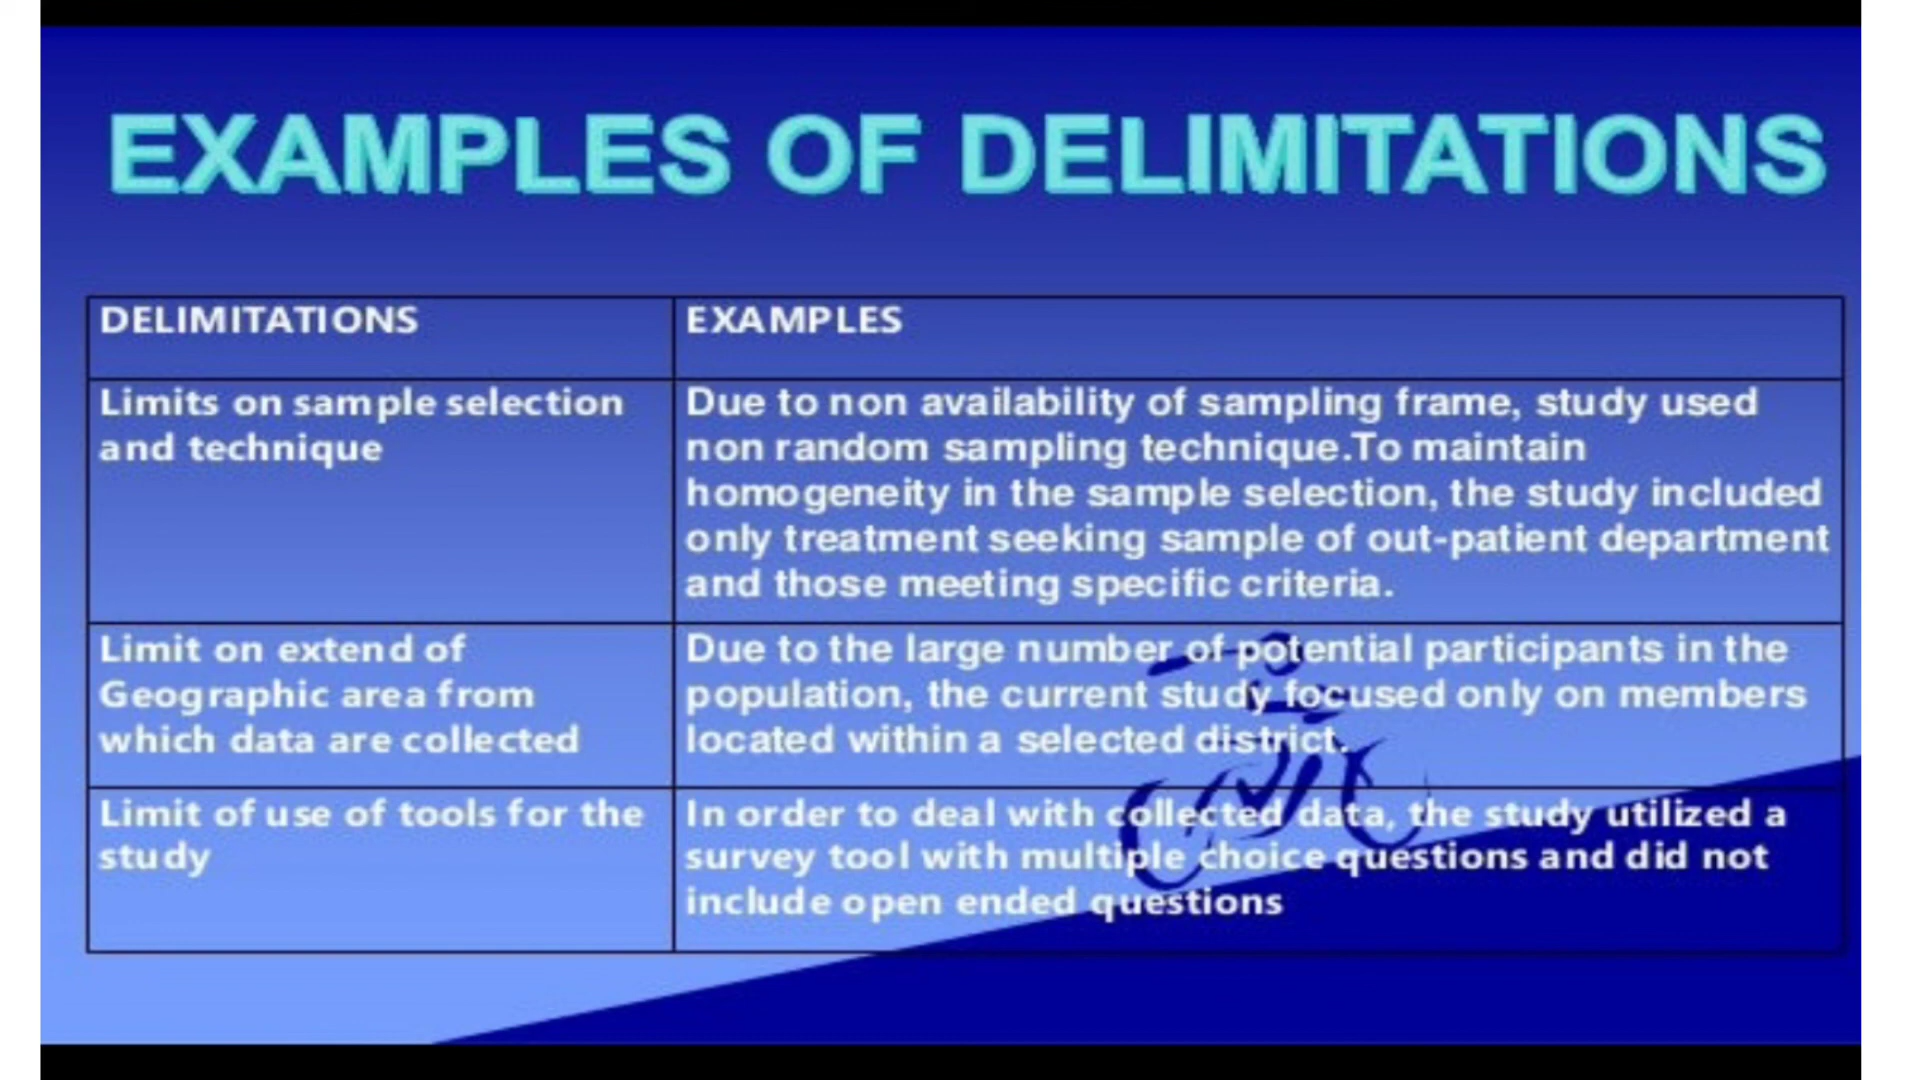 EXAMPLES OF DELIMITATIONS
DELIMITATIONS
EXAMPLES
Limits on sample selection
and technique
Due to non availability of sampling frame, study used
non random sampling technique.To maintain
homogeneity in the sample selection, the study included
only treatment seeking sample of out-patient department
and those meeting specific criteria.
Limit on extend of
Geographic area from
which data are collected
Due to the large number of potential participants in the
population, the current study focused only on members
located within a selected district.
Limit of use of tools for the
study
In order to deal with collected data, the study utilized a
survey tool with multiple choice questions and did not
include open ended questions